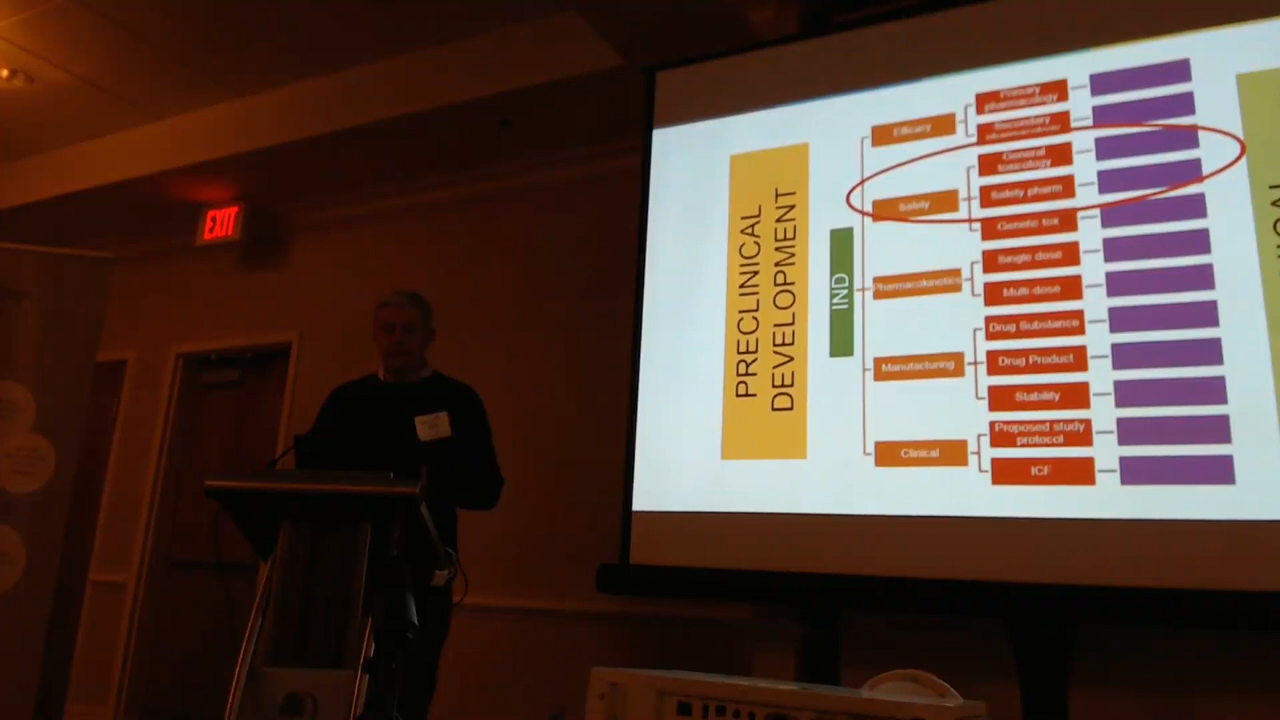 EXIT
PRECLINICAL
DEVELOPMENT
IND
Efficacy
Primary
pharmacology
Secondary
pharmacology
Safety
General
toxicology
Safety pharm
Genetic tox
Pharmacokinetics
Single dose
Multi-dose
Manufacturing
Drug Substance
Drug Product
Stability
Clinical
Proposed study
protocol
ICF